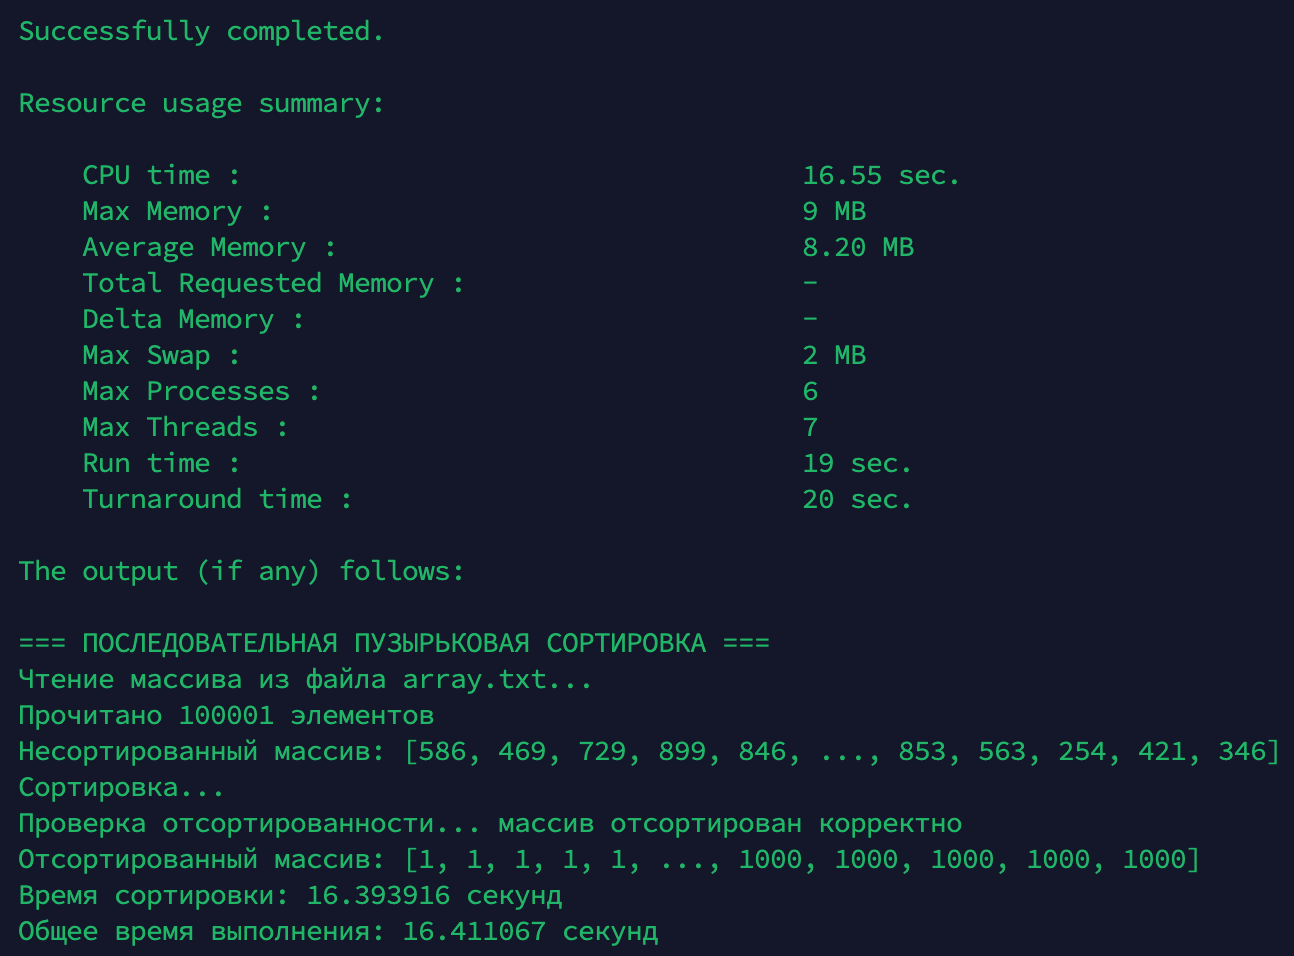 Successfully completed.
Resource usage summary:
CPU time : 16.55 sec.
Max Memory : 9 MB
Average Memory : 8.20 MB
Total Requested Memory : -
Delta Memory : -
Max Swap : 2 MB
Max Processes : 6
Max Threads : 7
Run time : 19 sec.
Turnaround time : 20 sec.
The output (if any) follows:
=== ПОСЛЕДОВАТЕЛЬНАЯ ПУЗЫРЬКОВАЯ СОРТИРОВКА ===
Чтение массива из файла array.txt...
Прочитано 100001 элементов
Несортированный массив: [586, 469, 729, 899, 846, ..., 853, 563, 254, 421, 346]
Сортировка...
Проверка отсортированности... массив отсортирован корректно
Отсортированный массив: [1, 1, 1, 1, 1, ..., 1000, 1000, 1000, 1000, 1000]
Время сортировки: 16.393916 секунд
Общее время выполнения: 16.411067 секунд